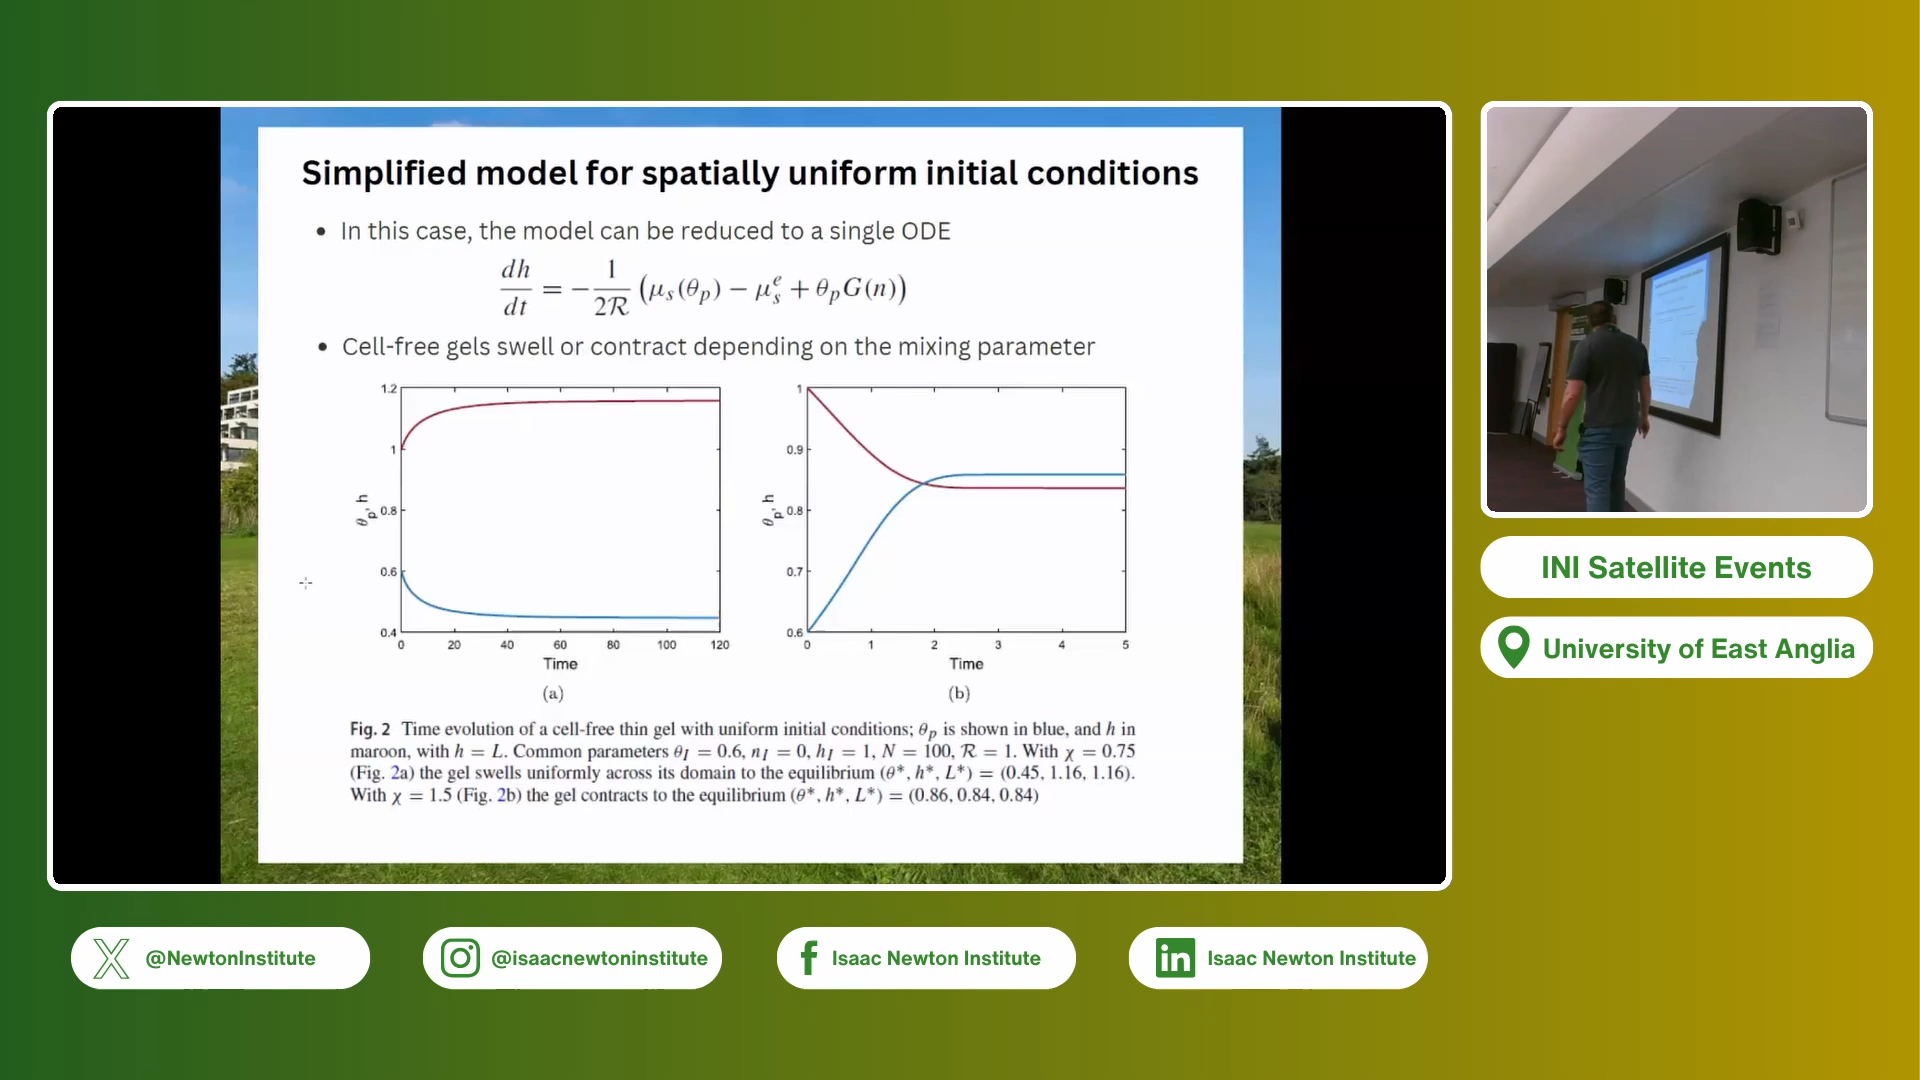 Simplified model for spatially uniform initial conditions
• In this case, the model can be reduced to a single ODE
dh/dt = −1/2ℛ (μₛ(θₚ) − μₛᵉ + θₚG(n))
• Cell-free gels swell or contract depending on the mixing parameter
1.2
1
0.8
0.6
0.4
θₚ, h
0 20 40 60 80 100 120
Time
(a)
1
0.9
0.8
0.7
0.6
θₚ, h
0 1 2 3 4 5
Time
(b)
Fig. 2 Time evolution of a cell-free thin gel with uniform initial conditions; θₚ is shown in blue, and h in
maroon, with h = L. Common parameters θ_I = 0.6, n_I = 0, h_I = 1, N = 100, ℛ = 1. With χ = 0.75
(Fig. 2a) the gel swells uniformly across its domain to the equilibrium (θ*, h*, L*) = (0.45, 1.16, 1.16).
With χ = 1.5 (Fig. 2b) the gel contracts to the equilibrium (θ*, h*, L*) = (0.86, 0.84, 0.84)
INI Satellite Events
University of East Anglia
@NewtonInstitute
@isaacnewtoninstitute
Isaac Newton Institute
Isaac Newton Institute